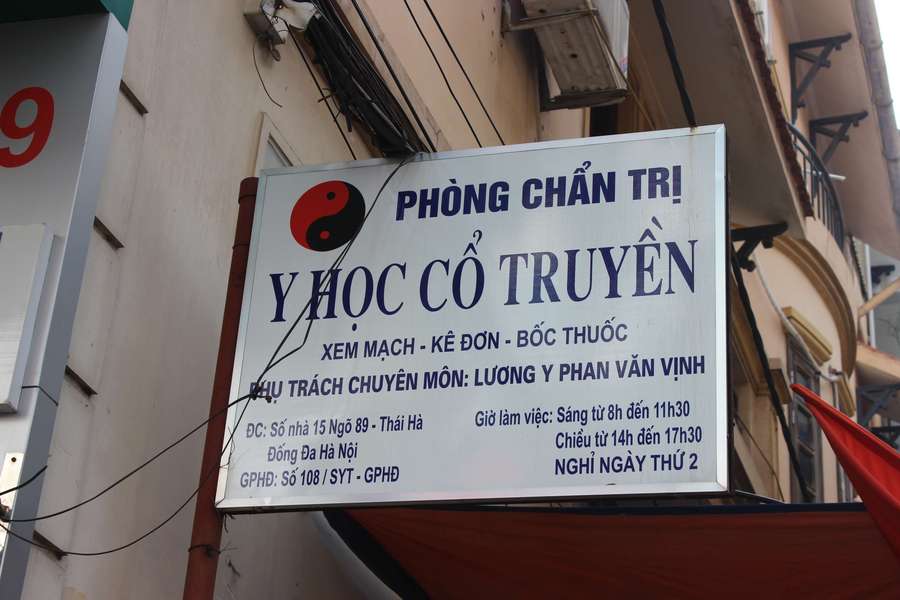 9
PHÒNG CHẨN TRỊ
Y HỌC CỔ TRUYỀN
XEM MẠCH - KÊ ĐƠN - BỐC THUỐC
PHỤ TRÁCH CHUYÊN MÔN: LƯƠNG Y PHAN VĂN VỊNH
ĐC: Số nhà 15 Ngõ 89 - Thái Hà
Đống Đa Hà Nội
GPHĐ: Số 108 / SYT - GPHĐ
Giờ làm việc: Sáng từ 8h đến 11h30
Chiều từ 14h đến 17h30
NGHỈ NGÀY THỨ 2